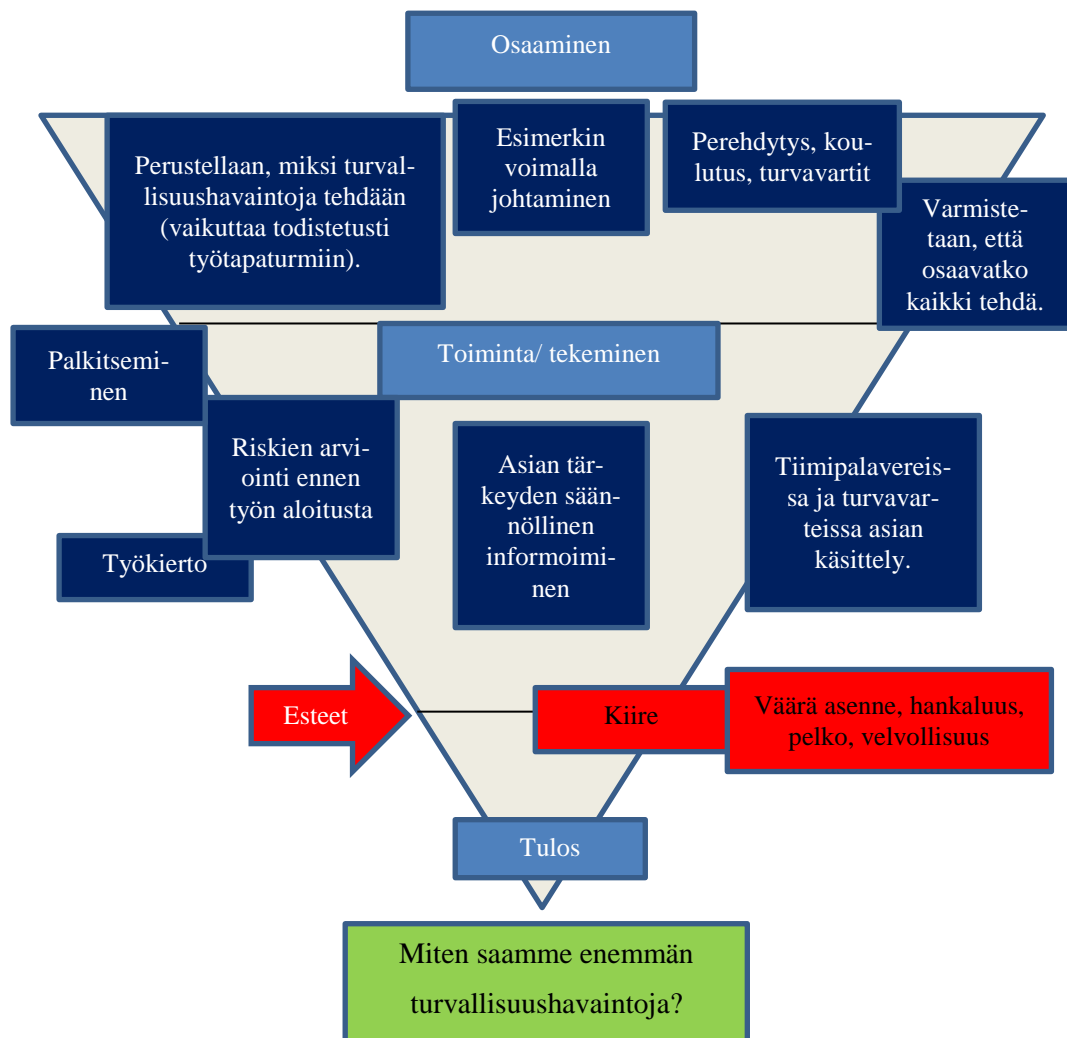 Osaaminen
Perustellaan, miksi turval-
lisuushavaintoja tehdään
(vaikuttaa todistetusti
työtapaturmiin).
Esimerkin
voimalla
johtaminen
Perehdytys, kou-
lutus, turvavartit
Varmiste-
taan, että
osaavatko
kaikki tehdä.
Palkitsemi-
nen
Toiminta/ tekeminen
Riskien arvi-
ointi ennen
työn aloitusta
Työkierto
Asian tär-
keyden sään-
nöllinen
informoimi-
nen
Tiimipalavereis-
sa ja turvavar-
teissa asian
käsittely.
Esteet
Kiire
Väärä asenne, hankaluus,
pelko, velvollisuus
Tulos
Miten saamme enemmän
turvallisuushavaintoja?